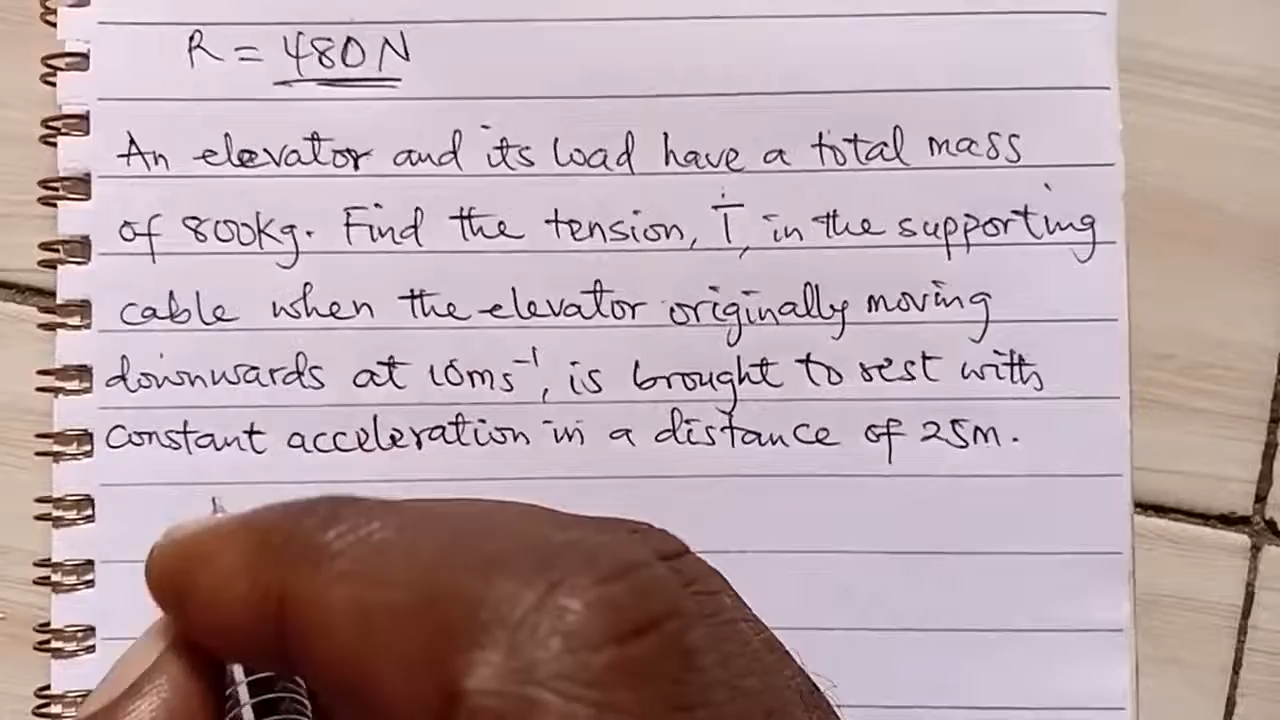 R = 480N
An elevator and its load have a total mass
of 800kg. Find the tension, T, in the supporting
cable when the elevator originally moving
downwards at 10ms⁻¹, is brought to rest with
constant acceleration in a distance of 25m.